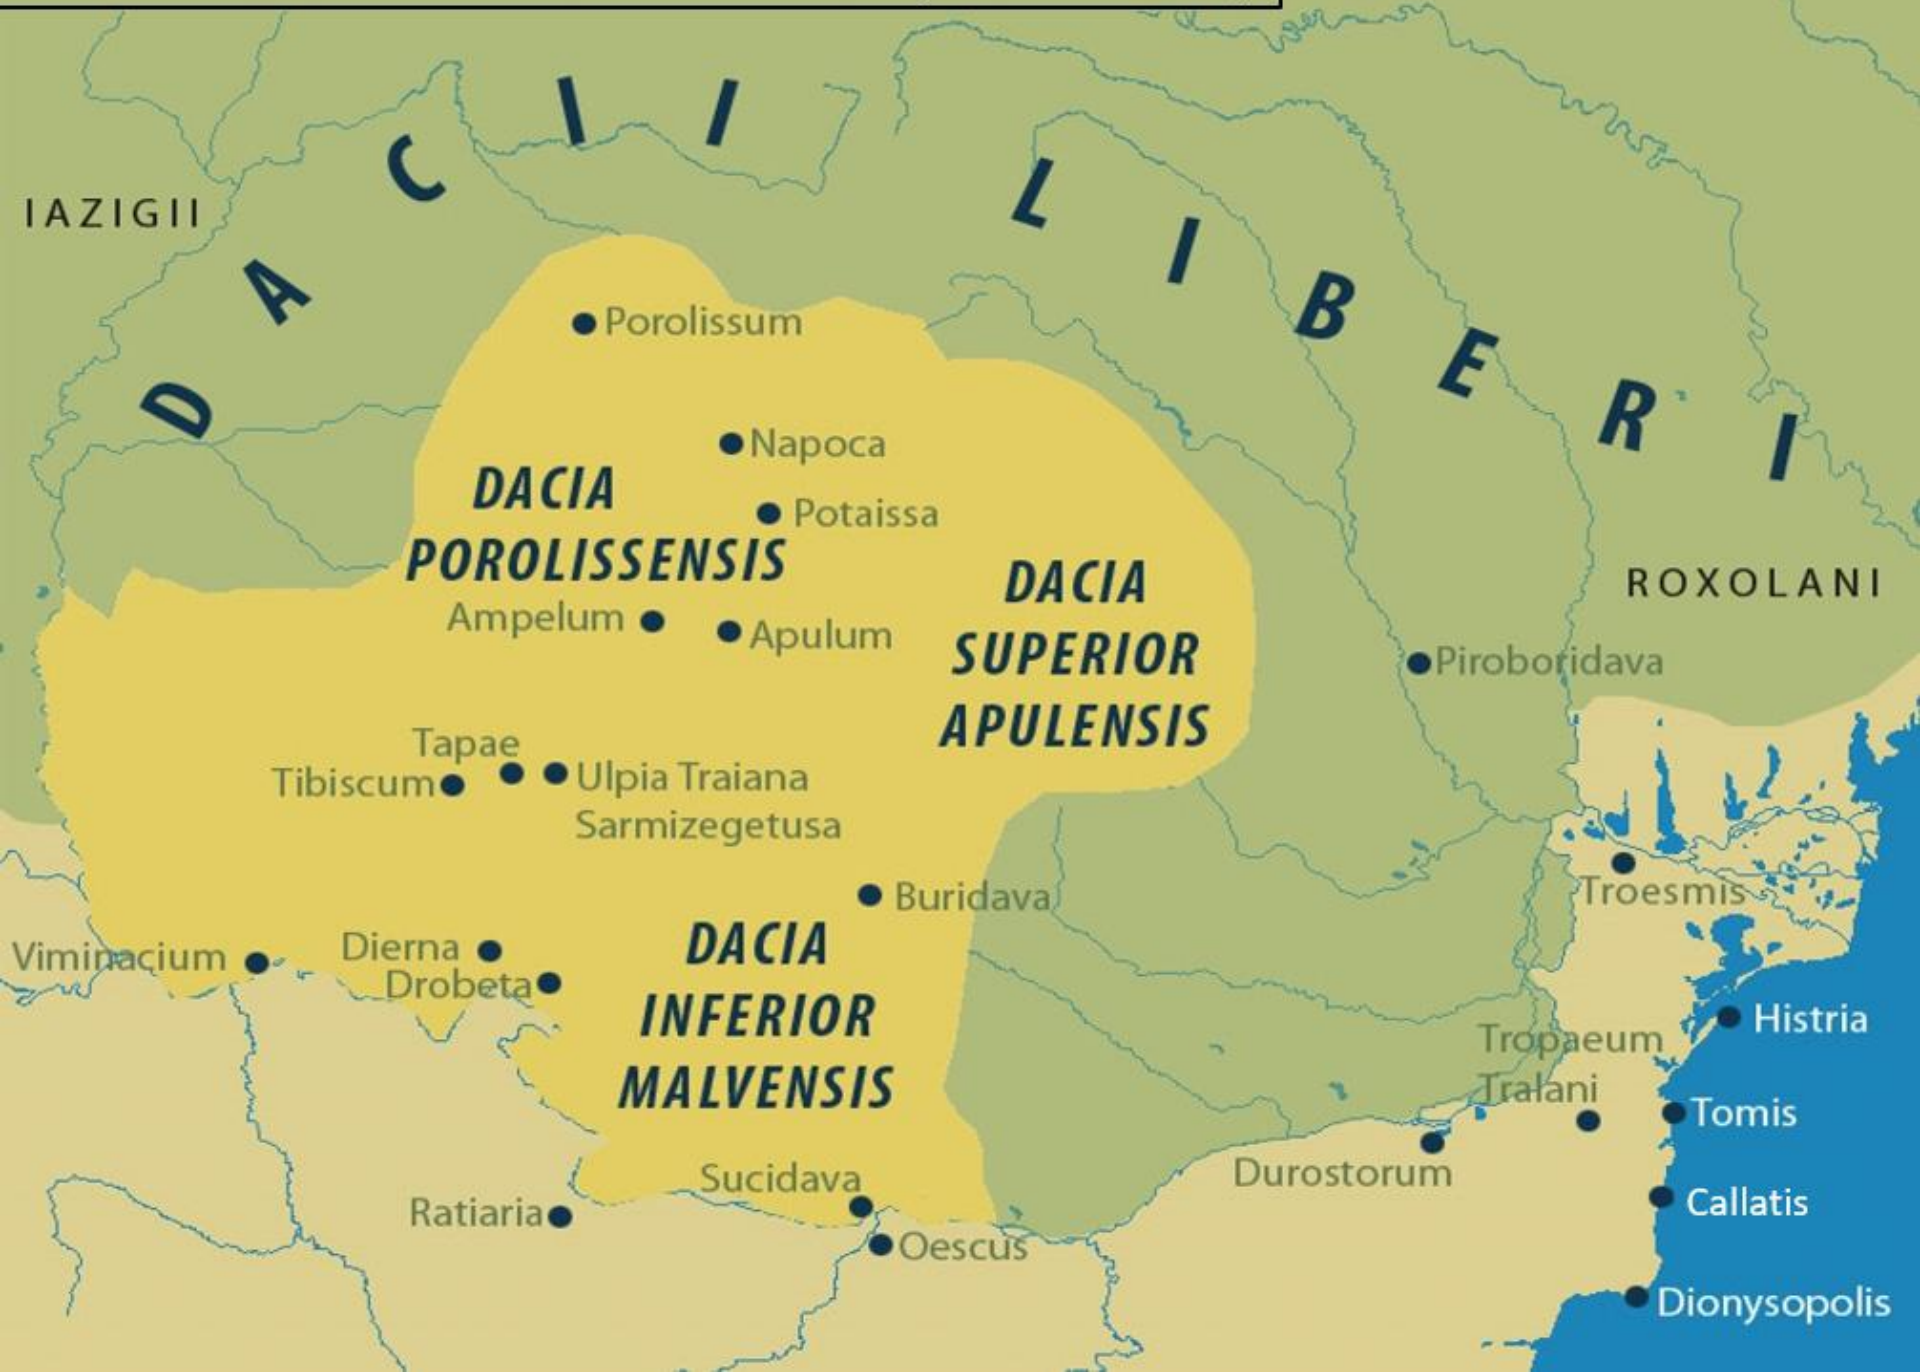 DACII LIBERI
IAZIGII
Porolissum
Napoca
DACIA
POROLISSENSIS
Potaissa
DACIA
SUPERIOR
APULENSIS
ROXOLANI
Ampelum
Apulum
Piroboridava
Tapae
Tibiscum
Ulpia Traiana
Sarmizegetusa
Buridava
Troesmis
DACIA
INFERIOR
MALVENSIS
Viminacium
Dierna
Drobeta
Histria
Tropaeum
Tralani
Tomis
Durostorum
Sucidava
Ratiaria
Callatis
Oescus
Dionysopolis